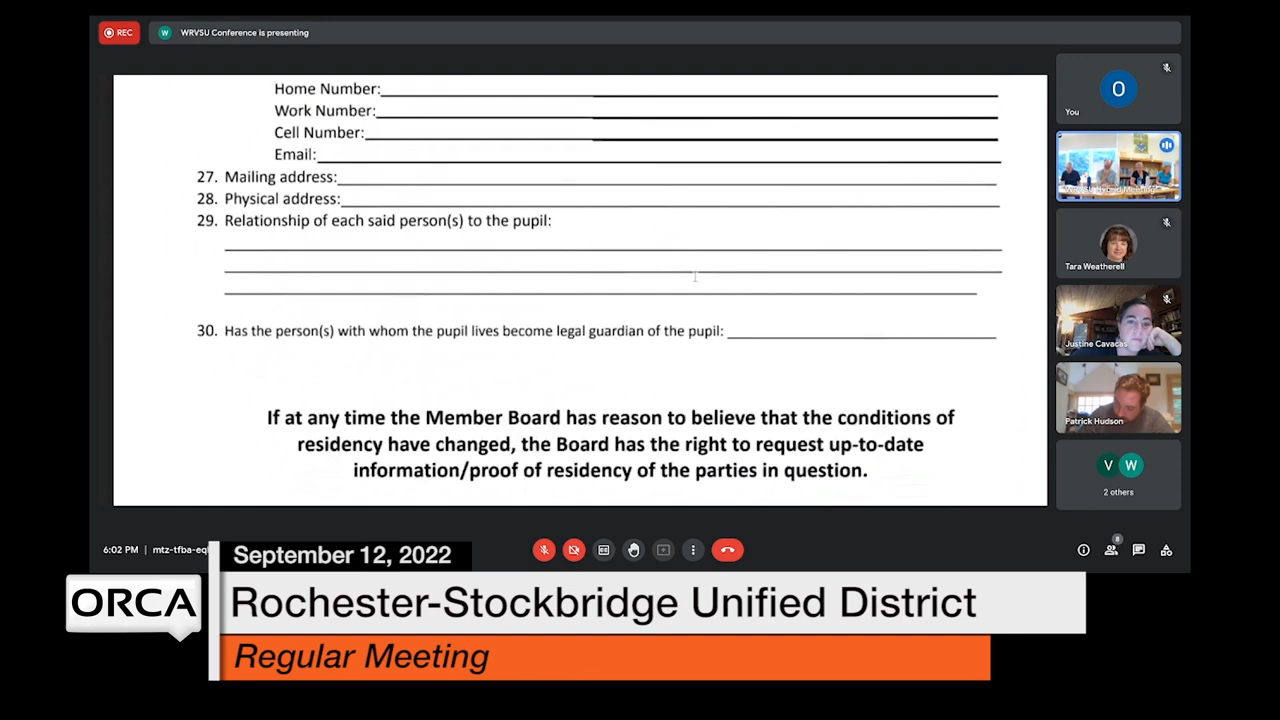 REC
W
WRVSU Conference is presenting
Home Number:
Work Number:
Cell Number:
Email:
27. Mailing address:
28. Physical address:
29. Relationship of each said person(s) to the pupil:
30. Has the person(s) with whom the pupil lives become legal guardian of the pupil:
If at any time the Member Board has reason to believe that the conditions of
residency have changed, the Board has the right to request up-to-date
information/proof of residency of the parties in question.
O
You
Tara Weatherell
Justine Cavacas
Patrick Hudson
V W
2 others
6:02 PM | mtz-tfba-eq
8
September 12, 2022
ORCA
Rochester-Stockbridge Unified District
Regular Meeting